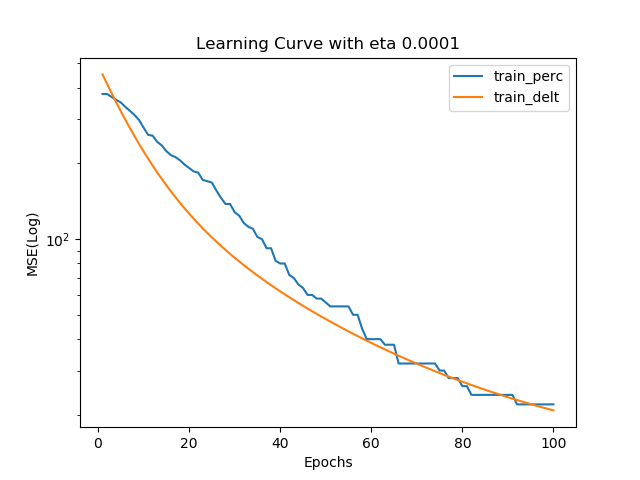 Learning Curve with eta 0.0001
train_perc
train_delt
MSE(Log)
10²
0 20 40 60 80 100
Epochs